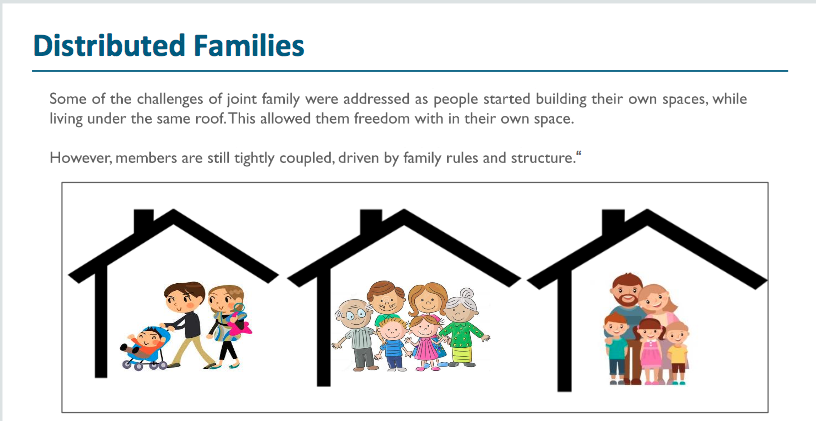 Distributed Families
Some of the challenges of joint family were addressed as people started building their own spaces, while
living under the same roof. This allowed them freedom with in their own space.
However, members are still tightly coupled, driven by family rules and structure.“